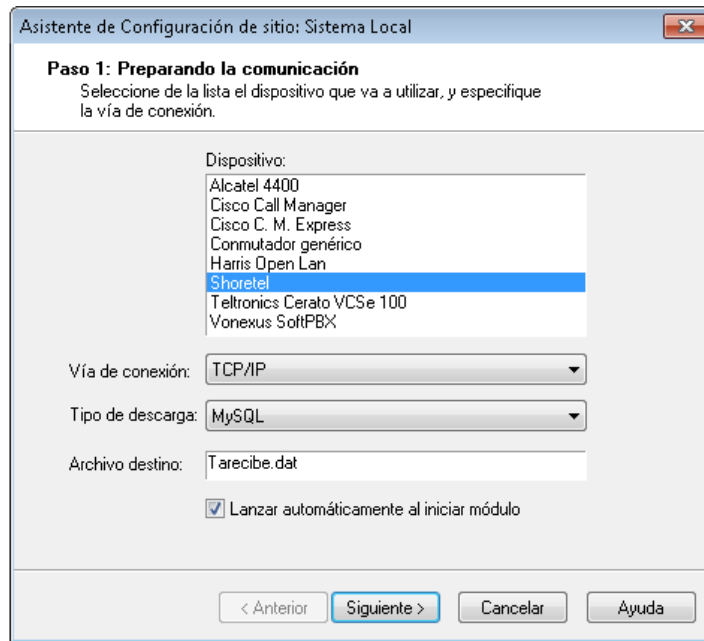 Asistente de Configuración de sitio: Sistema Local
Paso 1: Preparando la comunicación
Seleccione de la lista el dispositivo que va a utilizar, y especifique
la vía de conexión.
Dispositivo:
Alcatel 4400
Cisco Call Manager
Cisco C. M. Express
Conmutador genérico
Harris Open Lan
Shoretel
Teltronics Cerato VCSe 100
Vonexus SoftPBX
Vía de conexión: TCP/IP
Tipo de descarga: MySQL
Archivo destino: Tarecibe.dat
Lanzar automáticamente al iniciar módulo
< Anterior Siguiente > Cancelar Ayuda